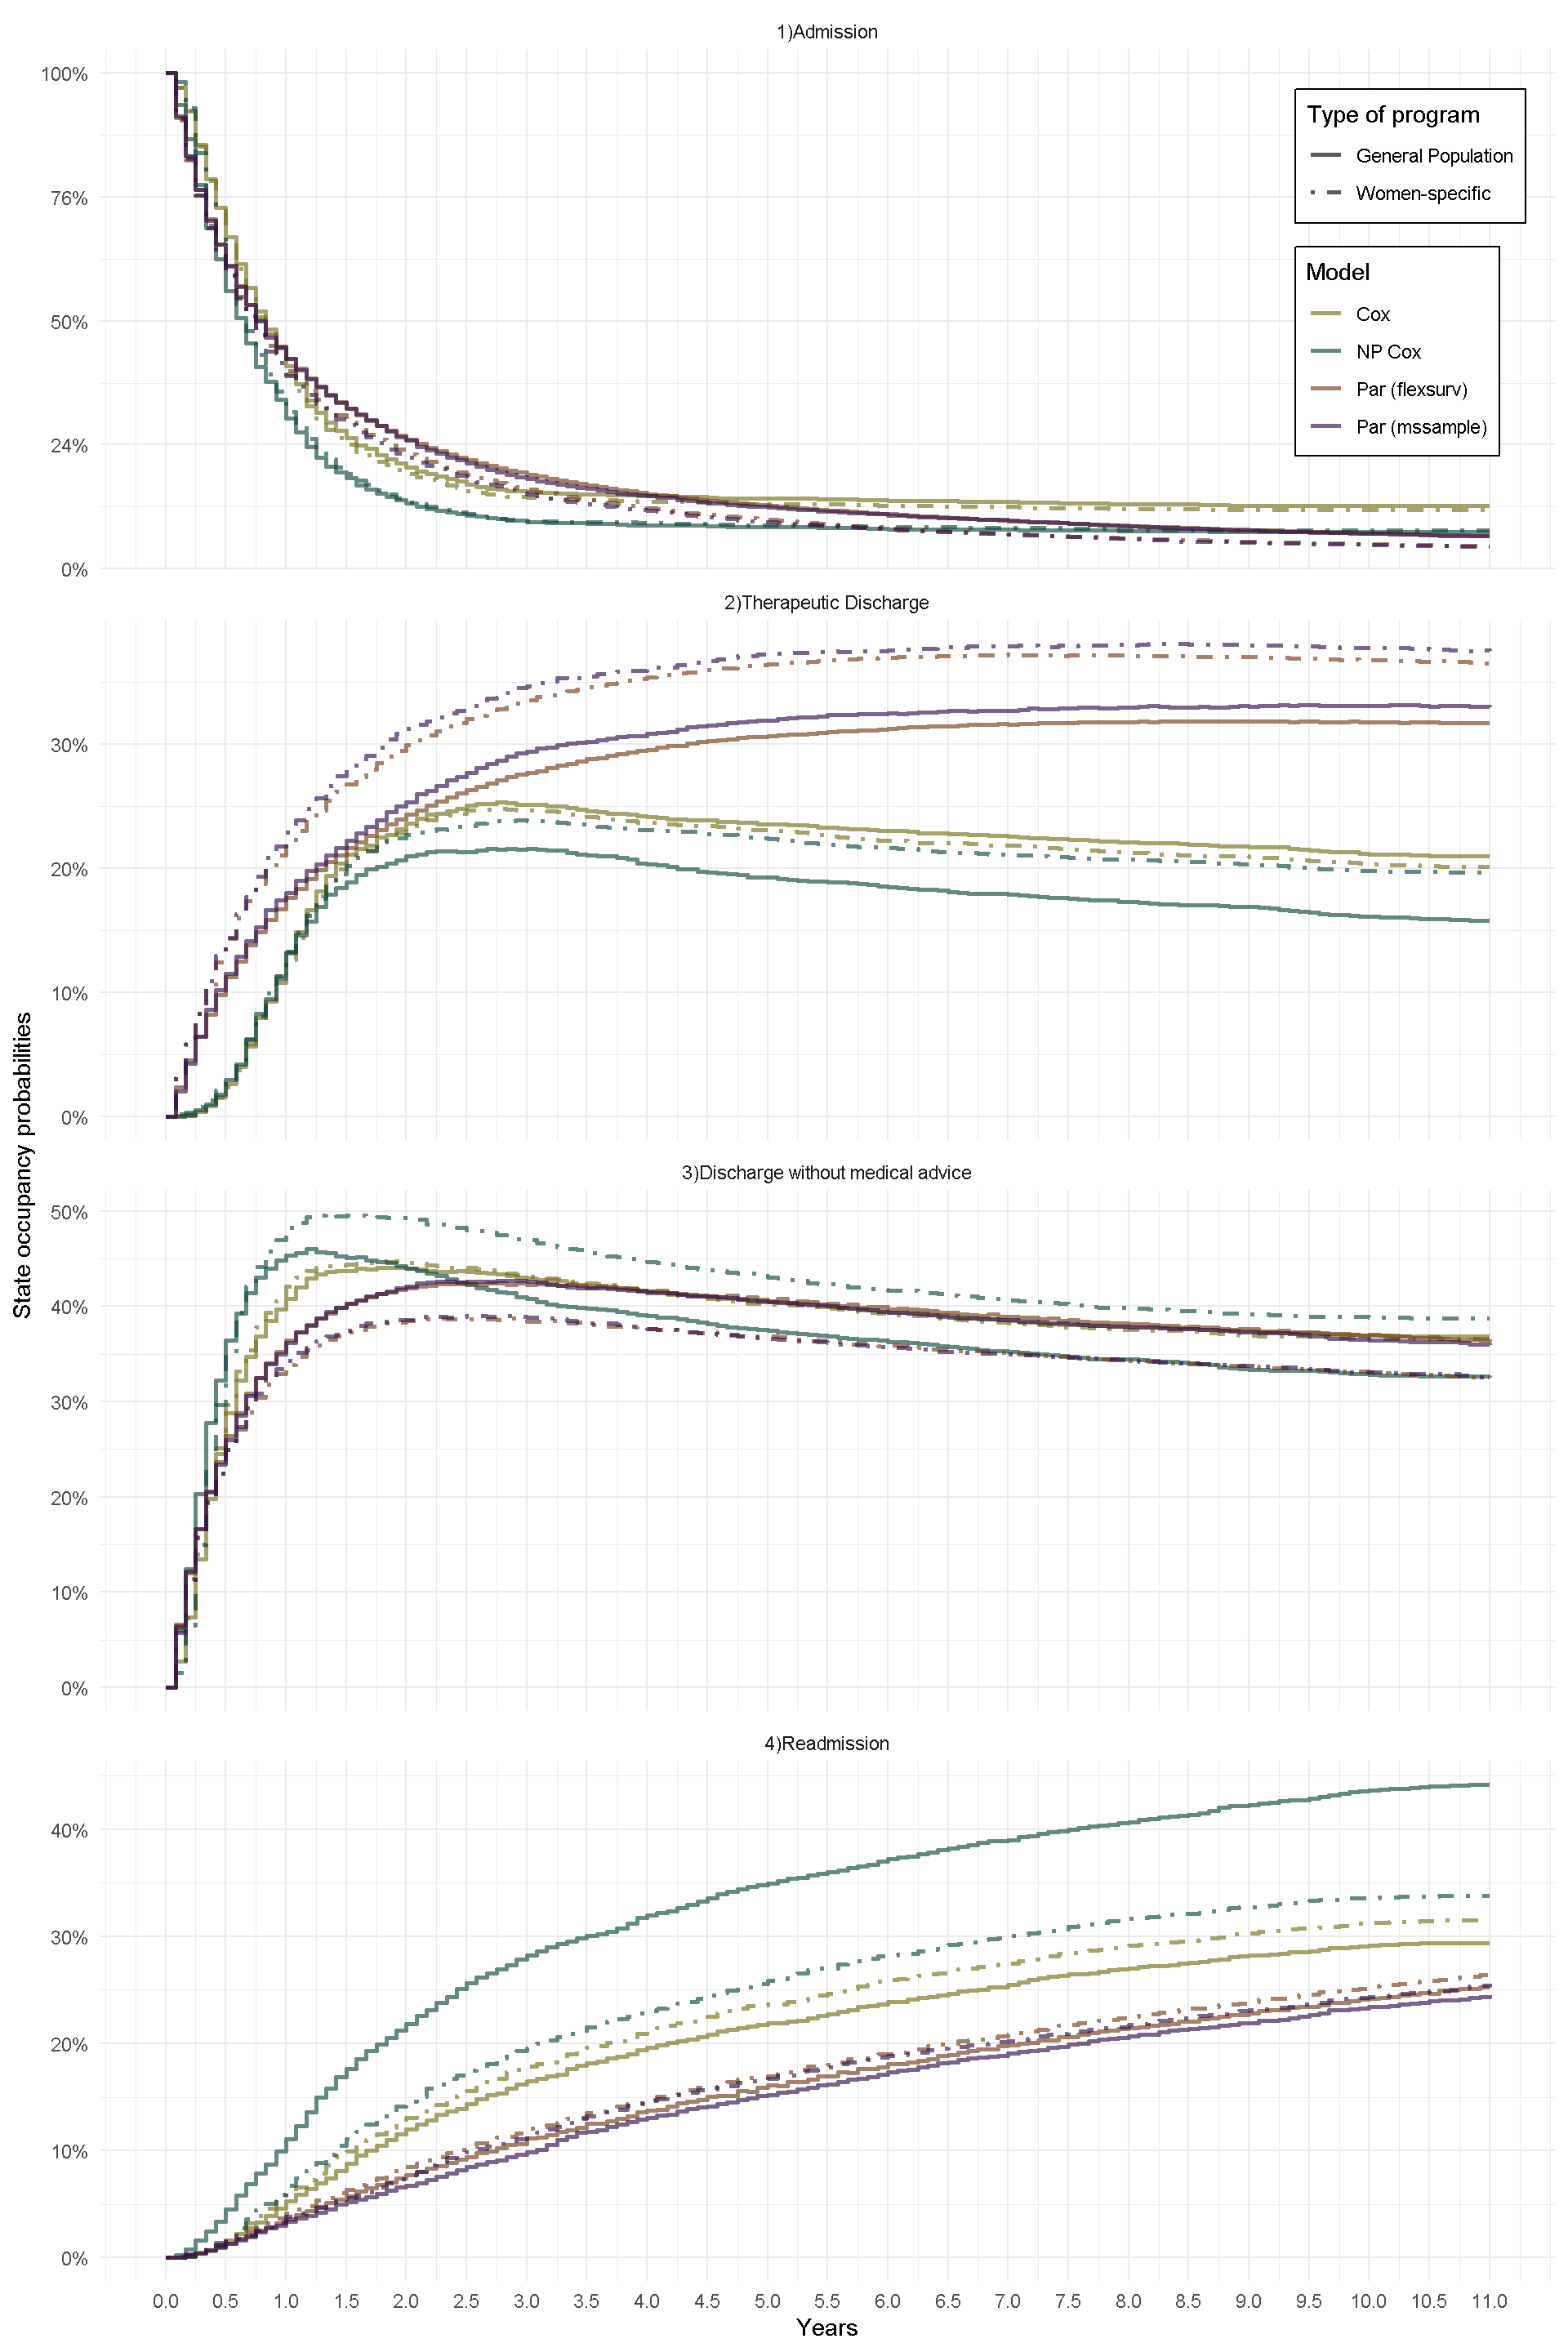 1)Admission
100%
76%
50%
24%
0%
Type of program
General Population
Women-specific
Model
Cox
NP Cox
Par (flexsurv)
Par (mssample)
2)Therapeutic Discharge
30%
20%
10%
0%
State occupancy probabilities
3)Discharge without medical advice
50%
40%
30%
20%
10%
0%
4)Readmission
40%
30%
20%
10%
0%
0.0 0.5 1.0 1.5 2.0 2.5 3.0 3.5 4.0 4.5 5.0 5.5 6.0 6.5 7.0 7.5 8.0 8.5 9.0 9.5 10.0 10.5 11.0
Years